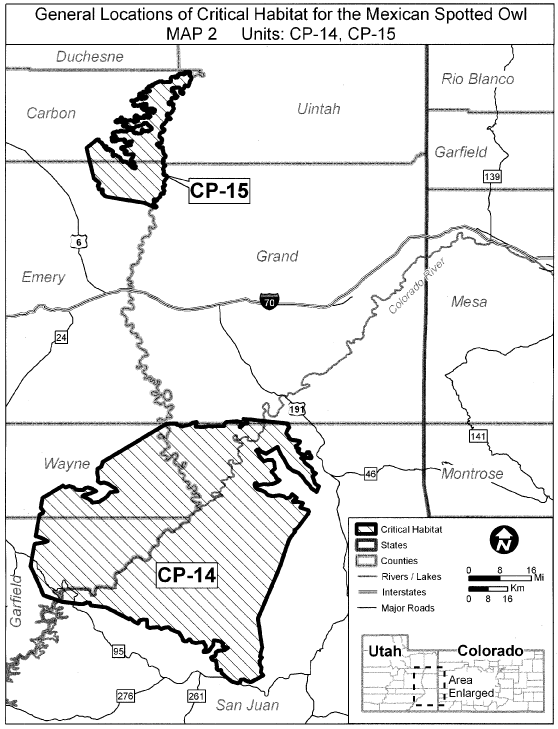 General Locations of Critical Habitat for the Mexican Spotted Owl
MAP 2 Units: CP-14, CP-15
Duchesne
Rio Blanco
Carbon
Uintah
Garfield
139
CP-15
6
Grand
Emery
Colorado River
70
Mesa
24
191
141
Wayne
46
Montrose
CP-14
Garfield
95
276
261
San Juan
Critical Habitat
States
Counties
Rivers / Lakes
Interstates
Major Roads
N
0 8 16
Mi
Km
0 8 16
Utah
Colorado
Area
Enlarged